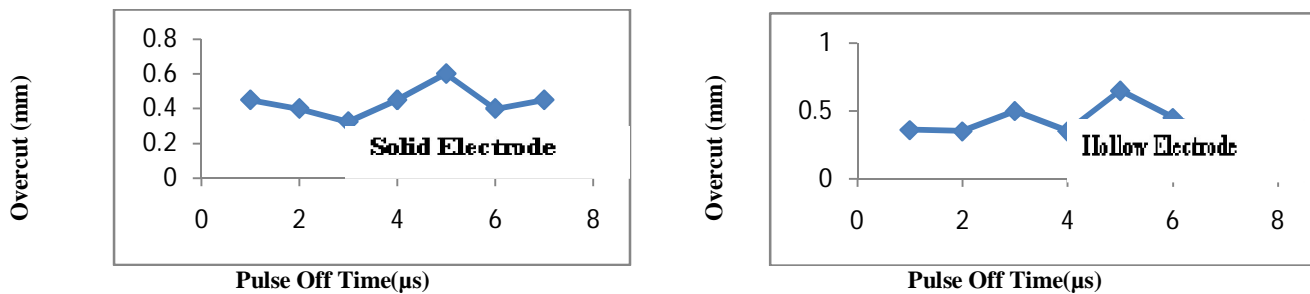 Overcut (mm)
0.8
0.6
0.4
0.2
0
Solid Electrode
0 2 4 6 8
Pulse Off Time(µs)
Overcut (mm)
1
0.5
0
Hollow Electrode
0 2 4 6 8
Pulse Off Time(µs)